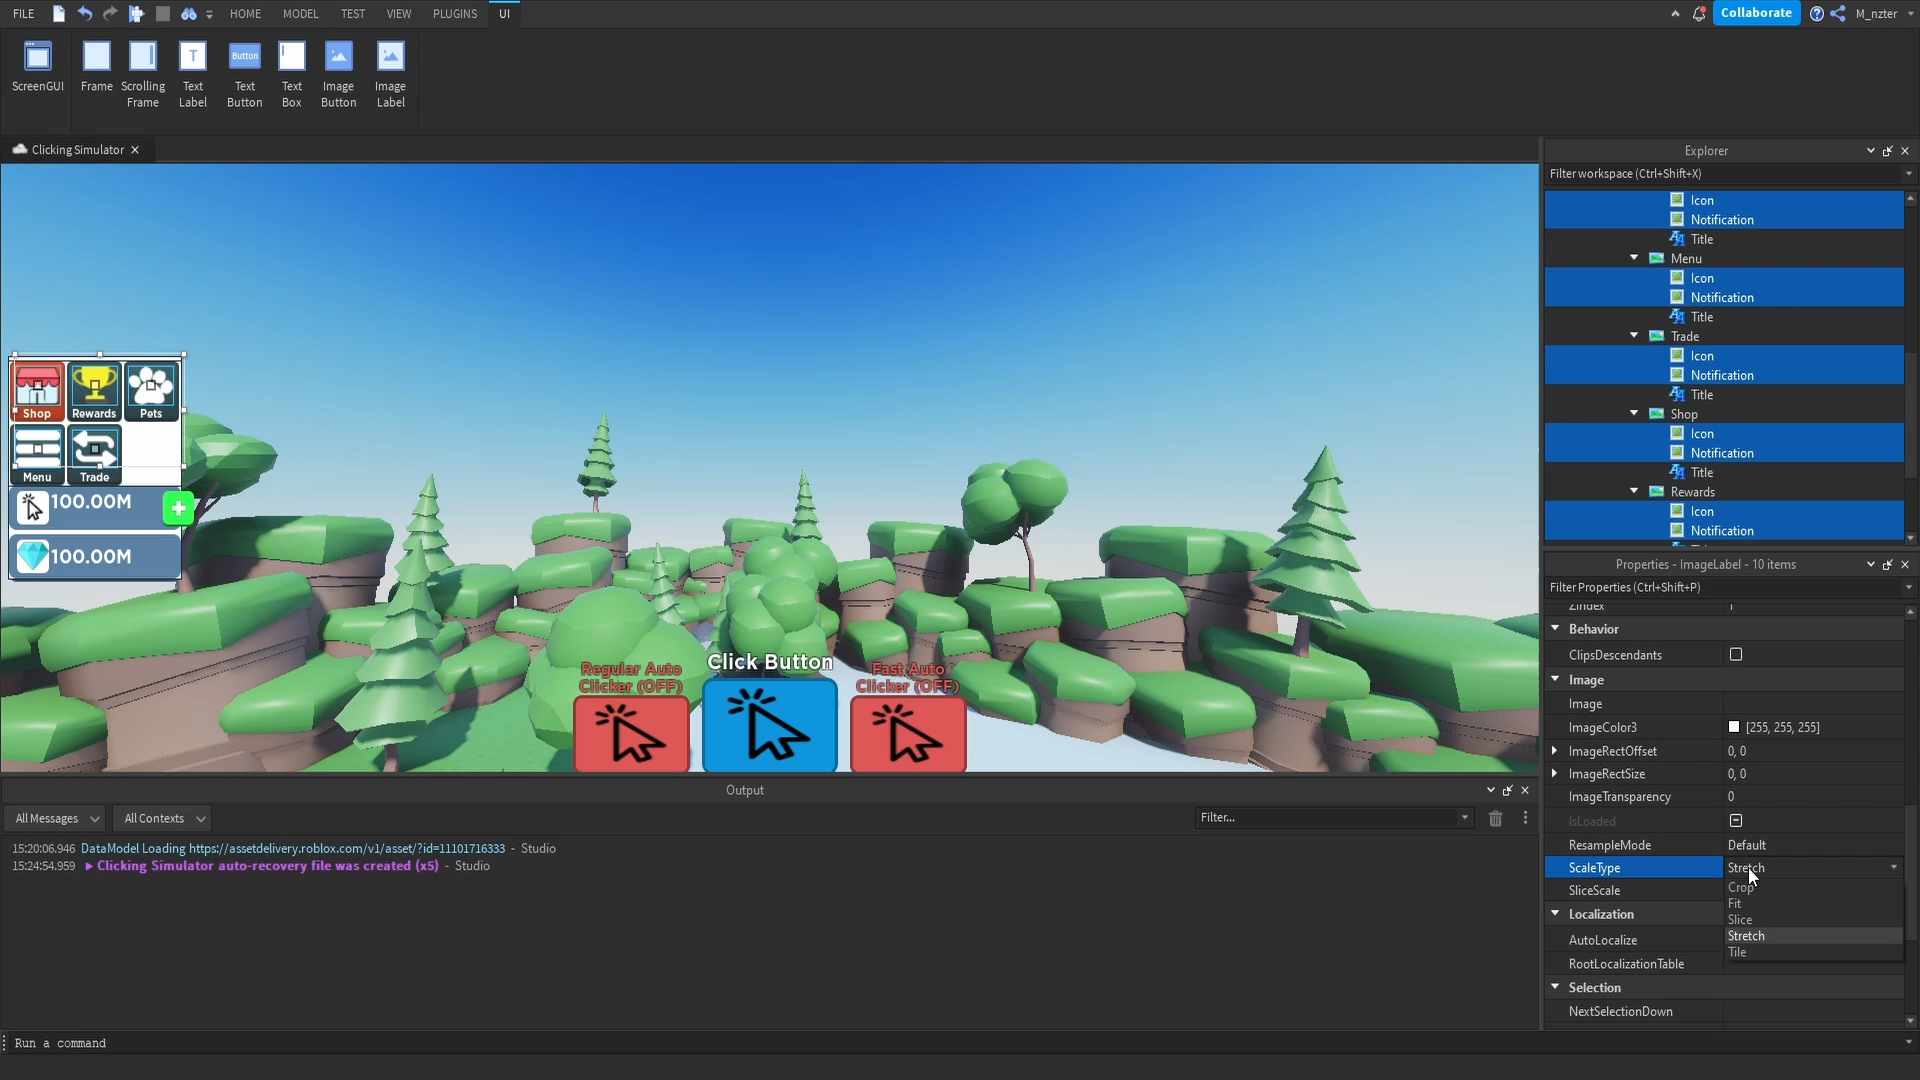 FILE HOME MODEL TEST VIEW PLUGINS UI Collaborate M_nzter
ScreenGUI
Frame
Scrolling Frame
Text Label
Text Button
Button
Text Box
Image Button
Image Label
Clicking Simulator
Shop Rewards Pets
Menu Trade
100.00M
100.00M
Regular Auto
Clicker (OFF)
Click Button
Fast Auto
Clicker (OFF)
Explorer
Filter workspace (Ctrl+Shift+X)
Icon
Notification
Title
Menu
Icon
Notification
Title
Trade
Icon
Notification
Title
Shop
Icon
Notification
Title
Rewards
Icon
Notification
Properties - ImageLabel - 10 items
Filter Properties (Ctrl+Shift+P)
ZIndex 1
Behavior
ClipsDescendants
Image
Image
ImageColor3 [255, 255, 255]
ImageRectOffset 0, 0
ImageRectSize 0, 0
ImageTransparency 0
IsLoaded
ResampleMode Default
ScaleType Stretch
SliceScale
Crop
Fit
Slice
Stretch
Tile
Localization
AutoLocalize
RootLocalizationTable
Selection
NextSelectionDown
Output
All Messages All Contexts Filter...
15:20:06.946 DataModel Loading https://assetdelivery.roblox.com/v1/asset/?id=11101716333 - Studio
15:24:54.959 Clicking Simulator auto-recovery file was created (x5) - Studio
Run a command